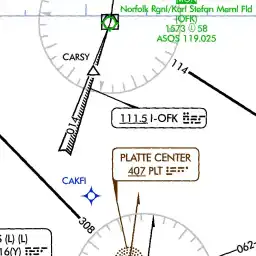 Norfolk Rgnl/Karl Stefan Meml Fld
(OFK)
1573 Ⓛ 58
ASOS 119.025
CARSY
114
111.5 I-OFK
014
PLATTE CENTER
407 PLT
CAKFI
308
(L) (L)
16(Y)
062